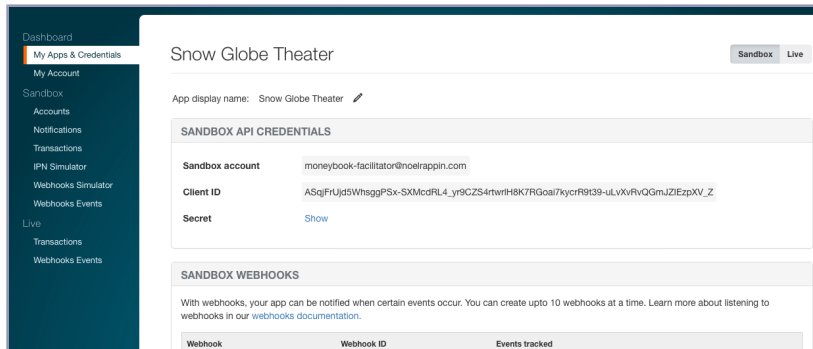 Dashboard
My Apps & Credentials
My Account
Sandbox
Accounts
Notifications
Transactions
IPN Simulator
Webhooks Simulator
Webhooks Events
Live
Transactions
Webhooks Events
Snow Globe Theater
Sandbox Live
App display name: Snow Globe Theater
SANDBOX API CREDENTIALS
Sandbox account moneybook-facilitator@noelrappin.com
Client ID ASqjFrUjd5WhsggPSx-SXMcdRL4_yr9CZS4rtwrlH8K7RGoai7kycrR9t39-uLvXvRvQGmJZIEzpXV_Z
Secret Show
SANDBOX WEBHOOKS
With webhooks, your app can be notified when certain events occur. You can create upto 10 webhooks at a time. Learn more about listening to
webhooks in our webhooks documentation.
Webhook Webhook ID Events tracked